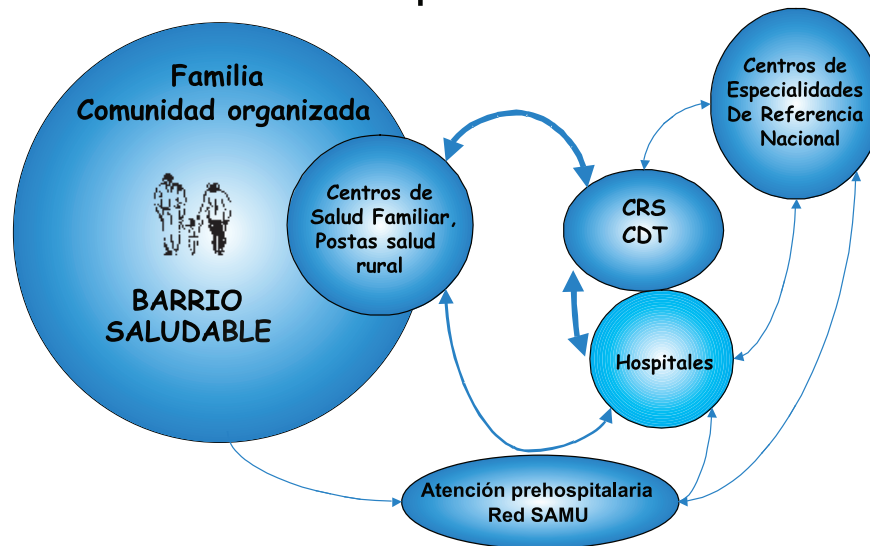 Familia
Comunidad organizada
BARRIO
SALUDABLE
Centros de
Salud Familiar,
Postas salud
rural
CRS
CDT
Hospitales
Centros de
Especialidades
De Referencia
Nacional
Atención prehospitalaria
Red SAMU